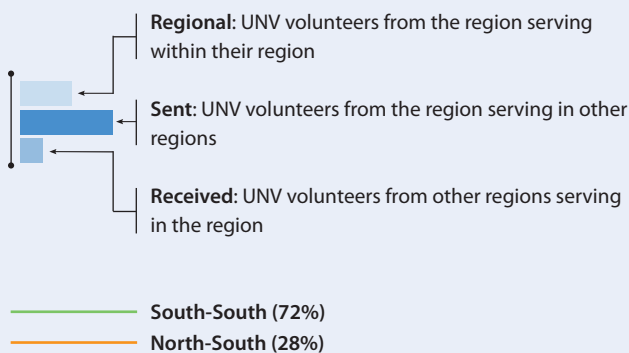 Regional: UNV volunteers from the region serving
within their region
Sent: UNV volunteers from the region serving in other
regions
Received: UNV volunteers from other regions serving
in the region
South-South (72%)
North-South (28%)